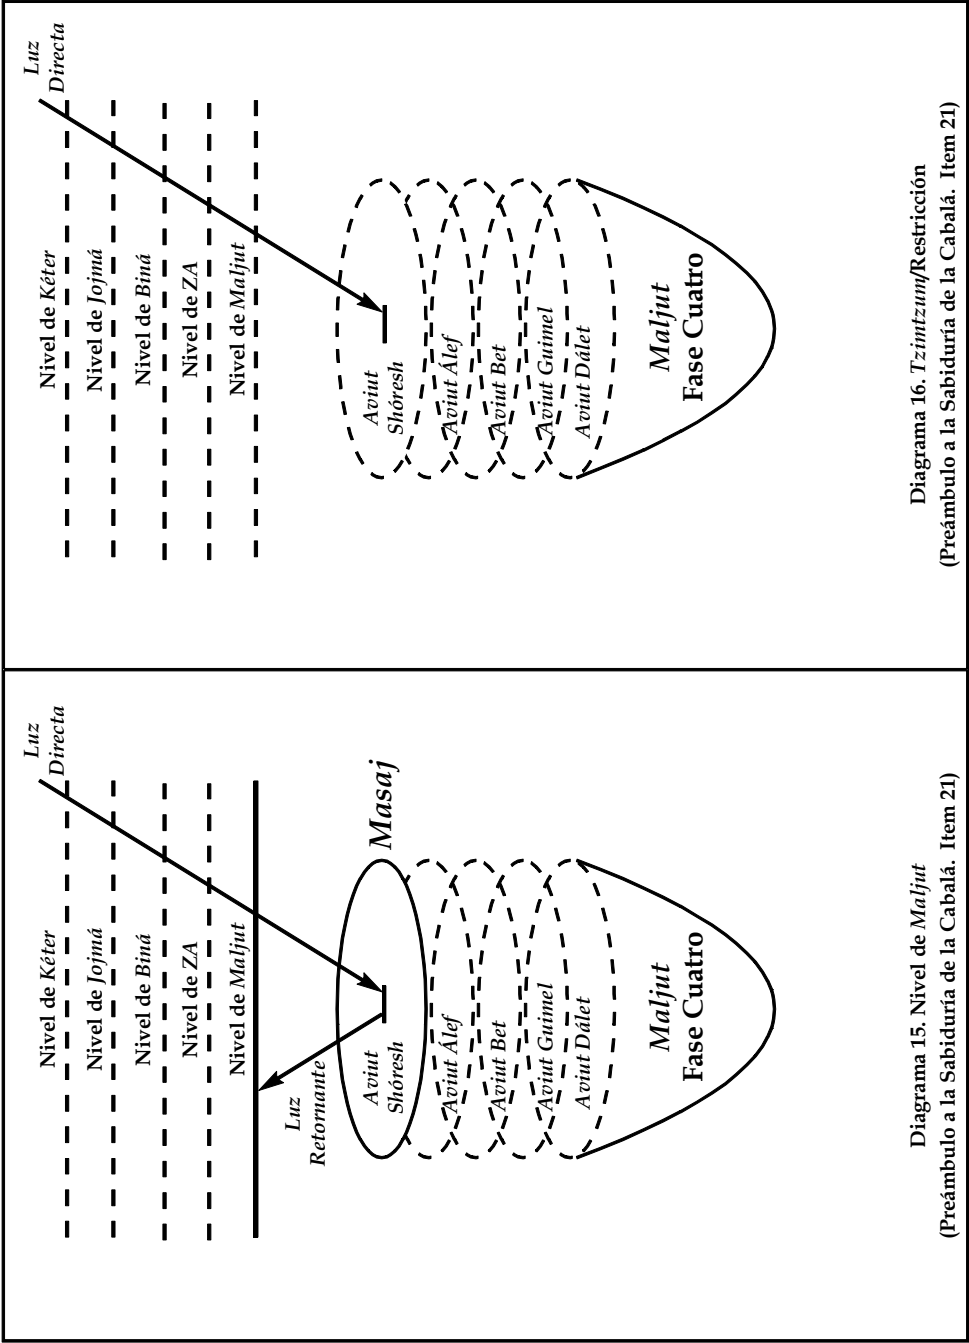 Luz
Directa
Nivel de Kéter
Nivel de Jojmá
Nivel de Biná
Nivel de ZA
Nivel de Maljut
Luz
Retornante
Masaj
Aviut
Shóresh
Aviut Álef
Aviut Bet
Aviut Guimel
Aviut Dálet
Maljut
Fase Cuatro
Diagrama 15. Nivel de Maljut
(Preámbulo a la Sabiduría de la Cabalá. Item 21)
Luz
Directa
Nivel de Kéter
Nivel de Jojmá
Nivel de Biná
Nivel de ZA
Nivel de Maljut
Aviut
Shóresh
Aviut Álef
Aviut Bet
Aviut Guimel
Aviut Dálet
Maljut
Fase Cuatro
Diagrama 16. Tzimtzum/Restricción
(Preámbulo a la Sabiduría de la Cabalá. Item 21)